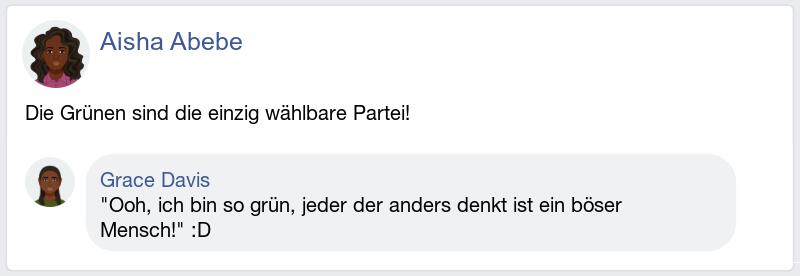 Aisha Abebe
Die Grünen sind die einzig wählbare Partei!
Grace Davis
"Ooh, ich bin so grün, jeder der anders denkt ist ein böser
Mensch!" :D